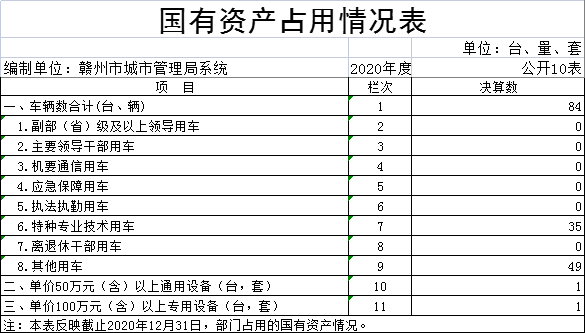 国有资产占用情况表
单位：台、量、套
编制单位：赣州市城市管理局系统 2020年度 公开10表
项 目 栏次 决算数
一、车辆数合计(台、辆) 1 84
1.副部（省）级及以上领导用车 2 0
2.主要领导干部用车 3 0
3.机要通信用车 4 0
4.应急保障用车 5 0
5.执法执勤用车 6 0
6.特种专业技术用车 7 35
7.离退休干部用车 8 0
8.其他用车 9 49
二、单价50万元（含）以上通用设备（台，套） 10 1
三、单价100万元（含）以上专用设备（台，套） 11 1
注：本表反映截止2020年12月31日，部门占用的国有资产情况。